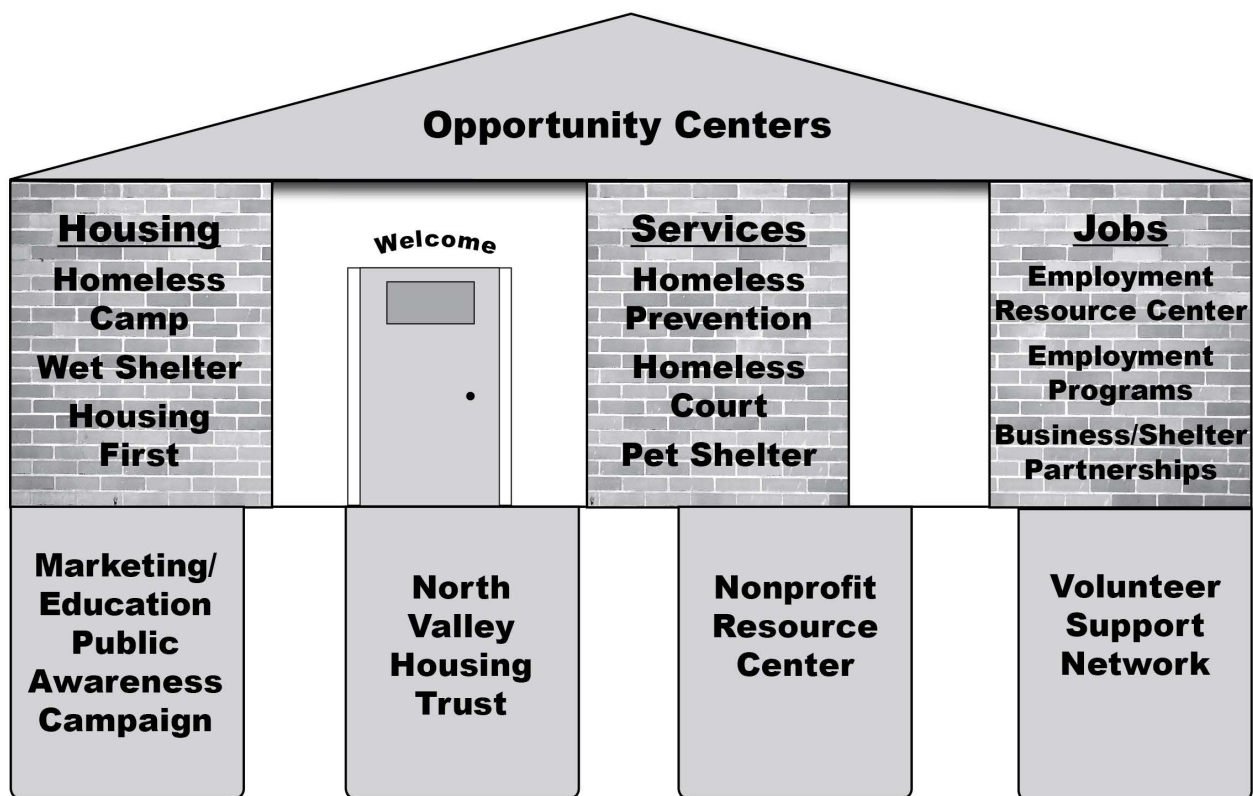 Opportunity Centers
Housing
Homeless
Camp
Wet Shelter
Housing
First
Welcome
Services
Homeless
Prevention
Homeless
Court
Pet Shelter
Jobs
Employment
Resource Center
Employment
Programs
Business/Shelter
Partnerships
Marketing/
Education
Public
Awareness
Campaign
North
Valley
Housing
Trust
Nonprofit
Resource
Center
Volunteer
Support
Network